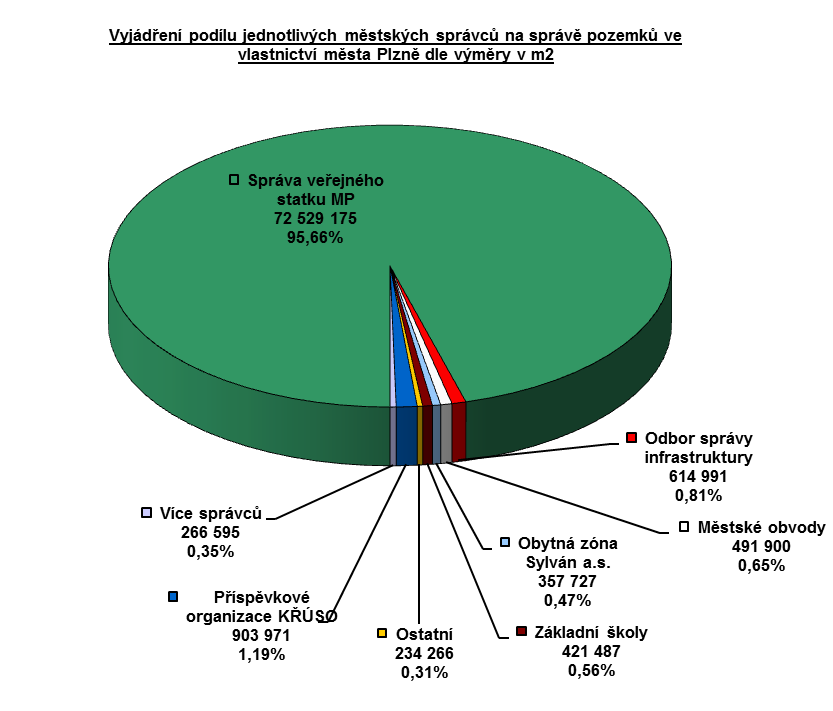 Vyjádření podílu jednotlivých městských správců na správě pozemků ve
vlastnictví města Plzně dle výměry v m2
Správa veřejného
statku MP
72 529 175
95,66%
Odbor správy
infrastruktury
614 991
0,81%
Městské obvody
491 900
0,65%
Obytná zóna
Sylván a.s.
357 727
0,47%
Základní školy
421 487
0,56%
Ostatní
234 266
0,31%
Příspěvkové
organizace KŘÚSO
903 971
1,19%
Více správců
266 595
0,35%